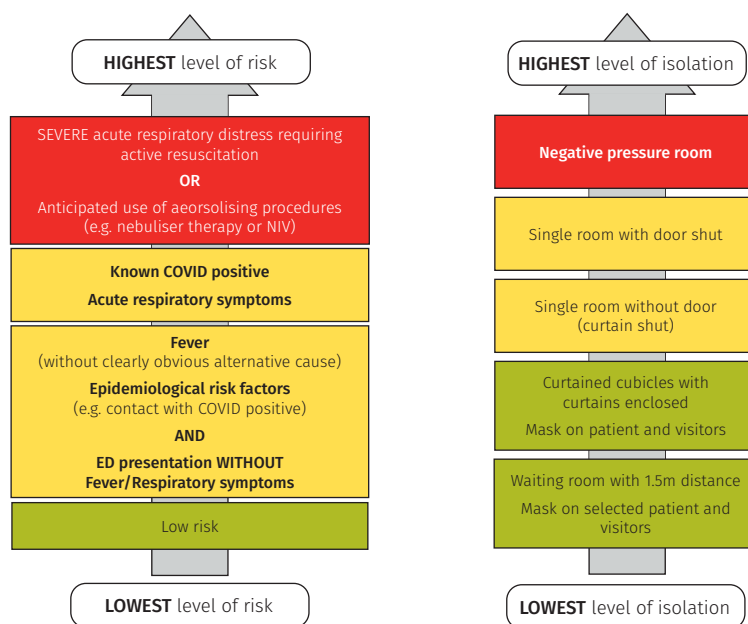 HIGHEST level of risk
SEVERE acute respiratory distress requiring
active resuscitation
OR
Anticipated use of aeorsolising procedures
(e.g. nebuliser therapy or NIV)
Known COVID positive
Acute respiratory symptoms
Fever
(without clearly obvious alternative cause)
Epidemiological risk factors
(e.g. contact with COVID positive)
AND
ED presentation WITHOUT
Fever/Respiratory symptoms
Low risk
LOWEST level of risk
HIGHEST level of isolation
Negative pressure room
Single room with door shut
Single room without door
(curtain shut)
Curtained cubicles with
curtains enclosed
Mask on patient and visitors
Waiting room with 1.5m distance
Mask on selected patient and
visitors
LOWEST level of isolation